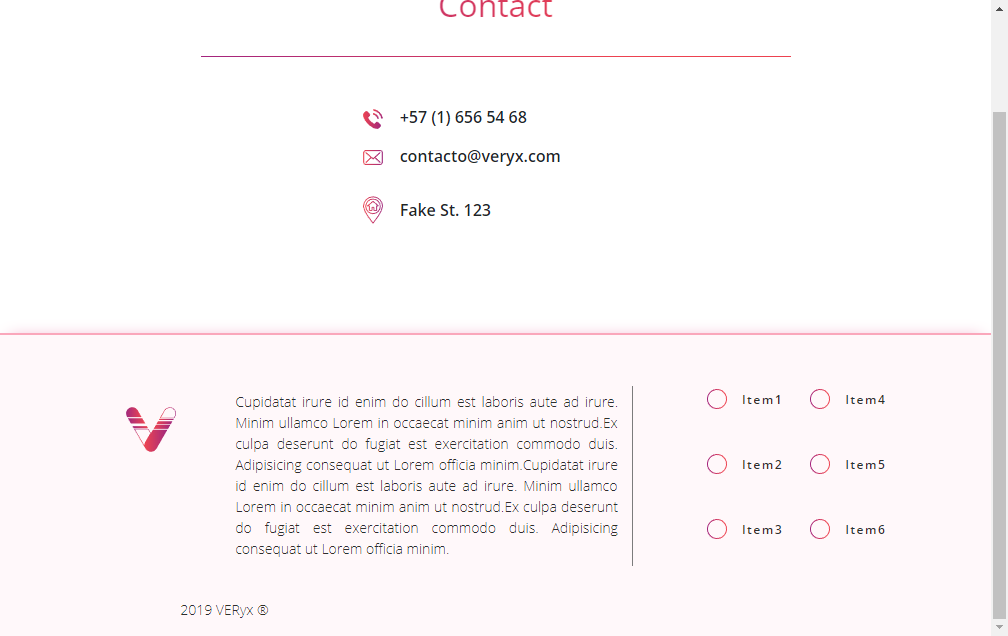 Contact
+57 (1) 656 54 68
contacto@veryx.com
Fake St. 123
Cupidatat irure id enim do cillum est laboris aute ad irure.
Minim ullamco Lorem in occaecat minim anim ut nostrud.Ex
culpa deserunt do fugiat est exercitation commodo duis.
Adipisicing consequat ut Lorem officia minim.Cupidatat irure
id enim do cillum est laboris aute ad irure. Minim ullamco
Lorem in occaecat minim anim ut nostrud.Ex culpa deserunt
do fugiat est exercitation commodo duis. Adipisicing
consequat ut Lorem officia minim.
Item1
Item4
Item2
Item5
Item3
Item6
2019 VERyx ®